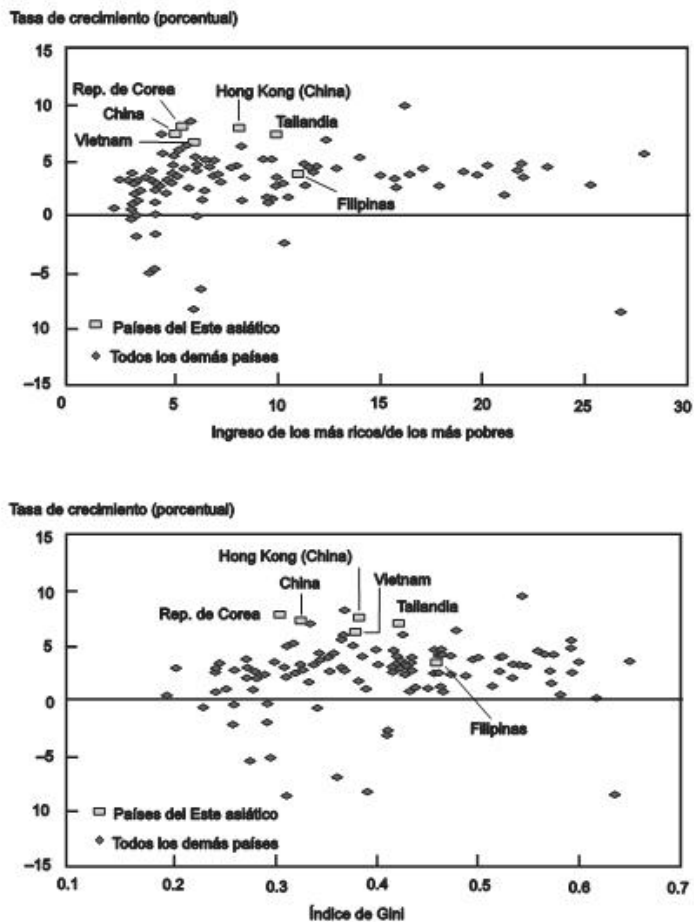 Tasa de crecimiento (porcentual)
15
Rep. de Corea
Hong Kong (China)
10
China
Tailandia
Vietnam
5
Filipinas
0
–5
10
Países del Este asiático
Todos los demás países
–15
0 5 10 15 20 25 30
Ingreso de los más ricos/de los más pobres
Tasa de crecimiento (porcentual)
15
Hong Kong (China)
Vietnam
China
10
Rep. de Corea
Tailandia
5
0
Filipinas
–5
10
Países del Este asiático
Todos los demás países
–15
0.1 0.2 0.3 0.4 0.5 0.6 0.7
Índice de Gini